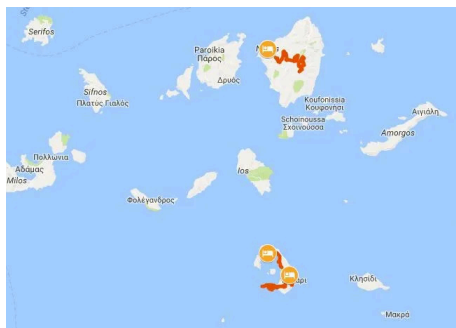 Serifos
Paroikia
Πάρος
Sifnos
Πλατύς Γιαλός
Δρυός
Koufonissia
Κουφονήσι
Schoinoussa
Σχοινούσσα
Αιγιάλη
Amorgos
Πολλώνια
Αδάμας
Milos
Ios
Φολέγανδρος
Κλησίδι
Μακρά